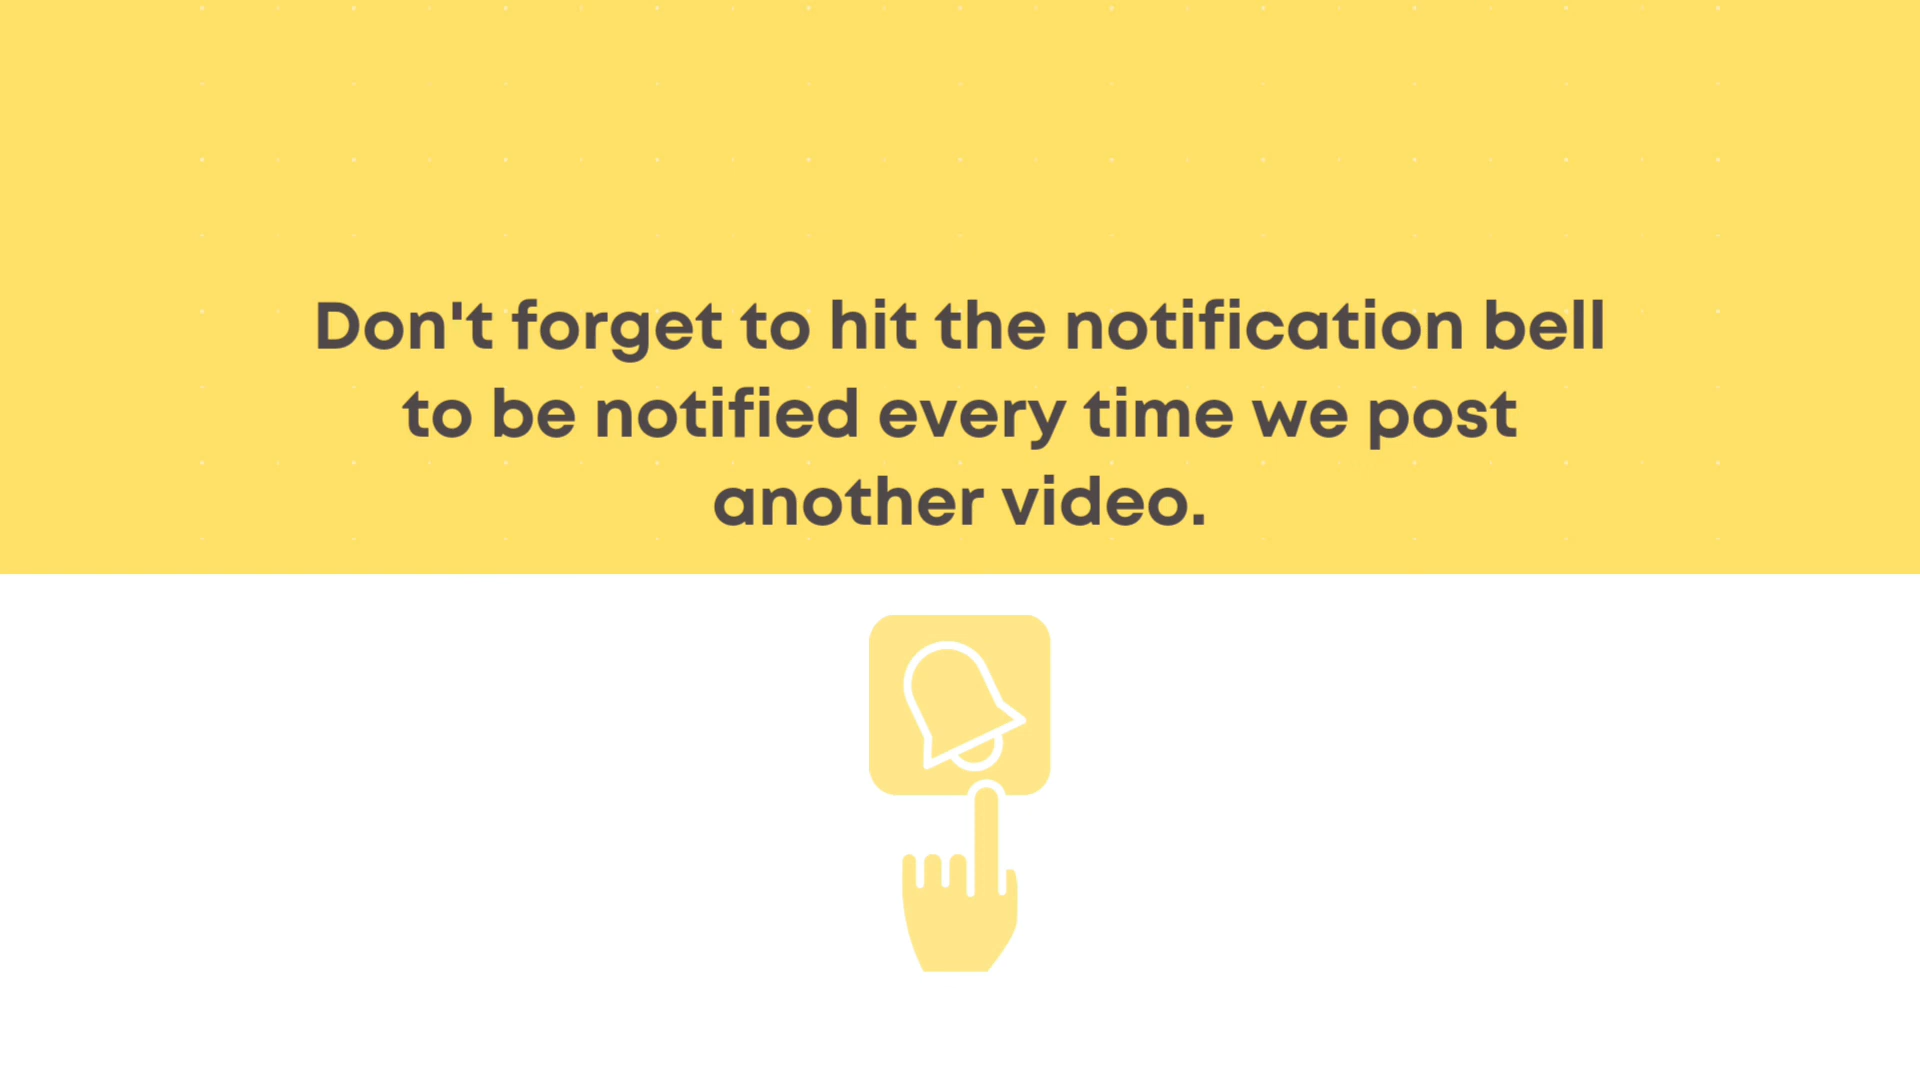 Don't forget to hit the notification bell
to be notified every time we post
another video.